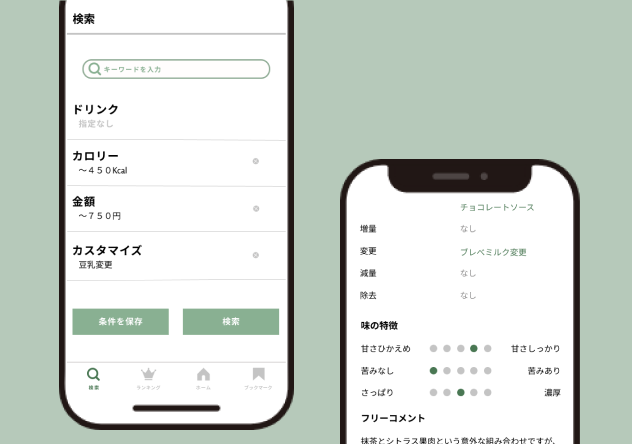 検索
キーワードを入力
ドリンク
指定なし
カロリー
〜４５０Kcal
金額
〜７５０円
カスタマイズ
豆乳変更
条件を保存 検索
検索 ランキング ホーム ブックマーク
チョコレートソース
増量 なし
変更 ブレベミルク変更
減量 なし
除去 なし
味の特徴
甘さひかえめ 甘さしっかり
苦みなし 苦みあり
さっぱり 濃厚
フリーコメント
抹茶とシトラス果肉という意外な組み合わせですが、